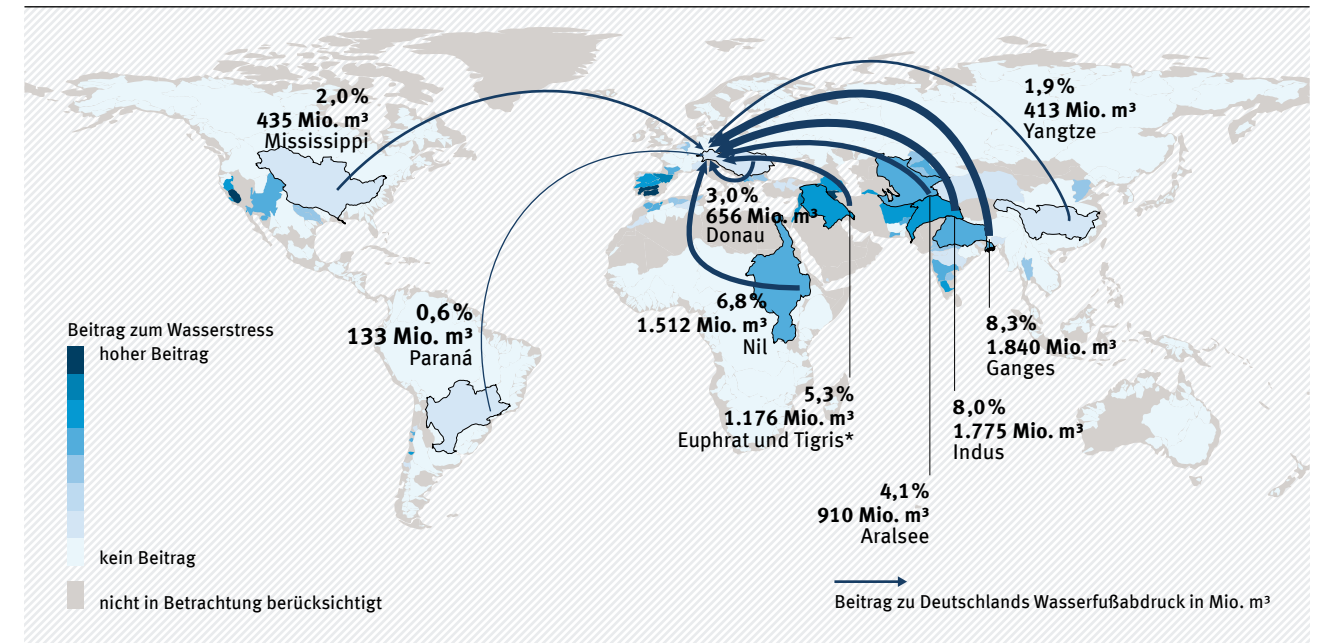 2,0%
435 Mio. m³
Mississippi
1,9%
413 Mio. m³
Yangtze
3,0%
656 Mio. m³
Donau
0,6%
133 Mio. m³
Paraná
6,8%
1.512 Mio. m³
Nil
8,3%
1.840 Mio. m³
Ganges
5,3%
1.176 Mio. m³
Euphrat und Tigris*
8,0%
1.775 Mio. m³
Indus
4,1%
910 Mio. m³
Aralsee
Beitrag zum Wasserstress
hoher Beitrag
kein Beitrag
nicht in Betrachtung berücksichtigt
Beitrag zu Deutschlands Wasserfußabdruck in Mio. m³